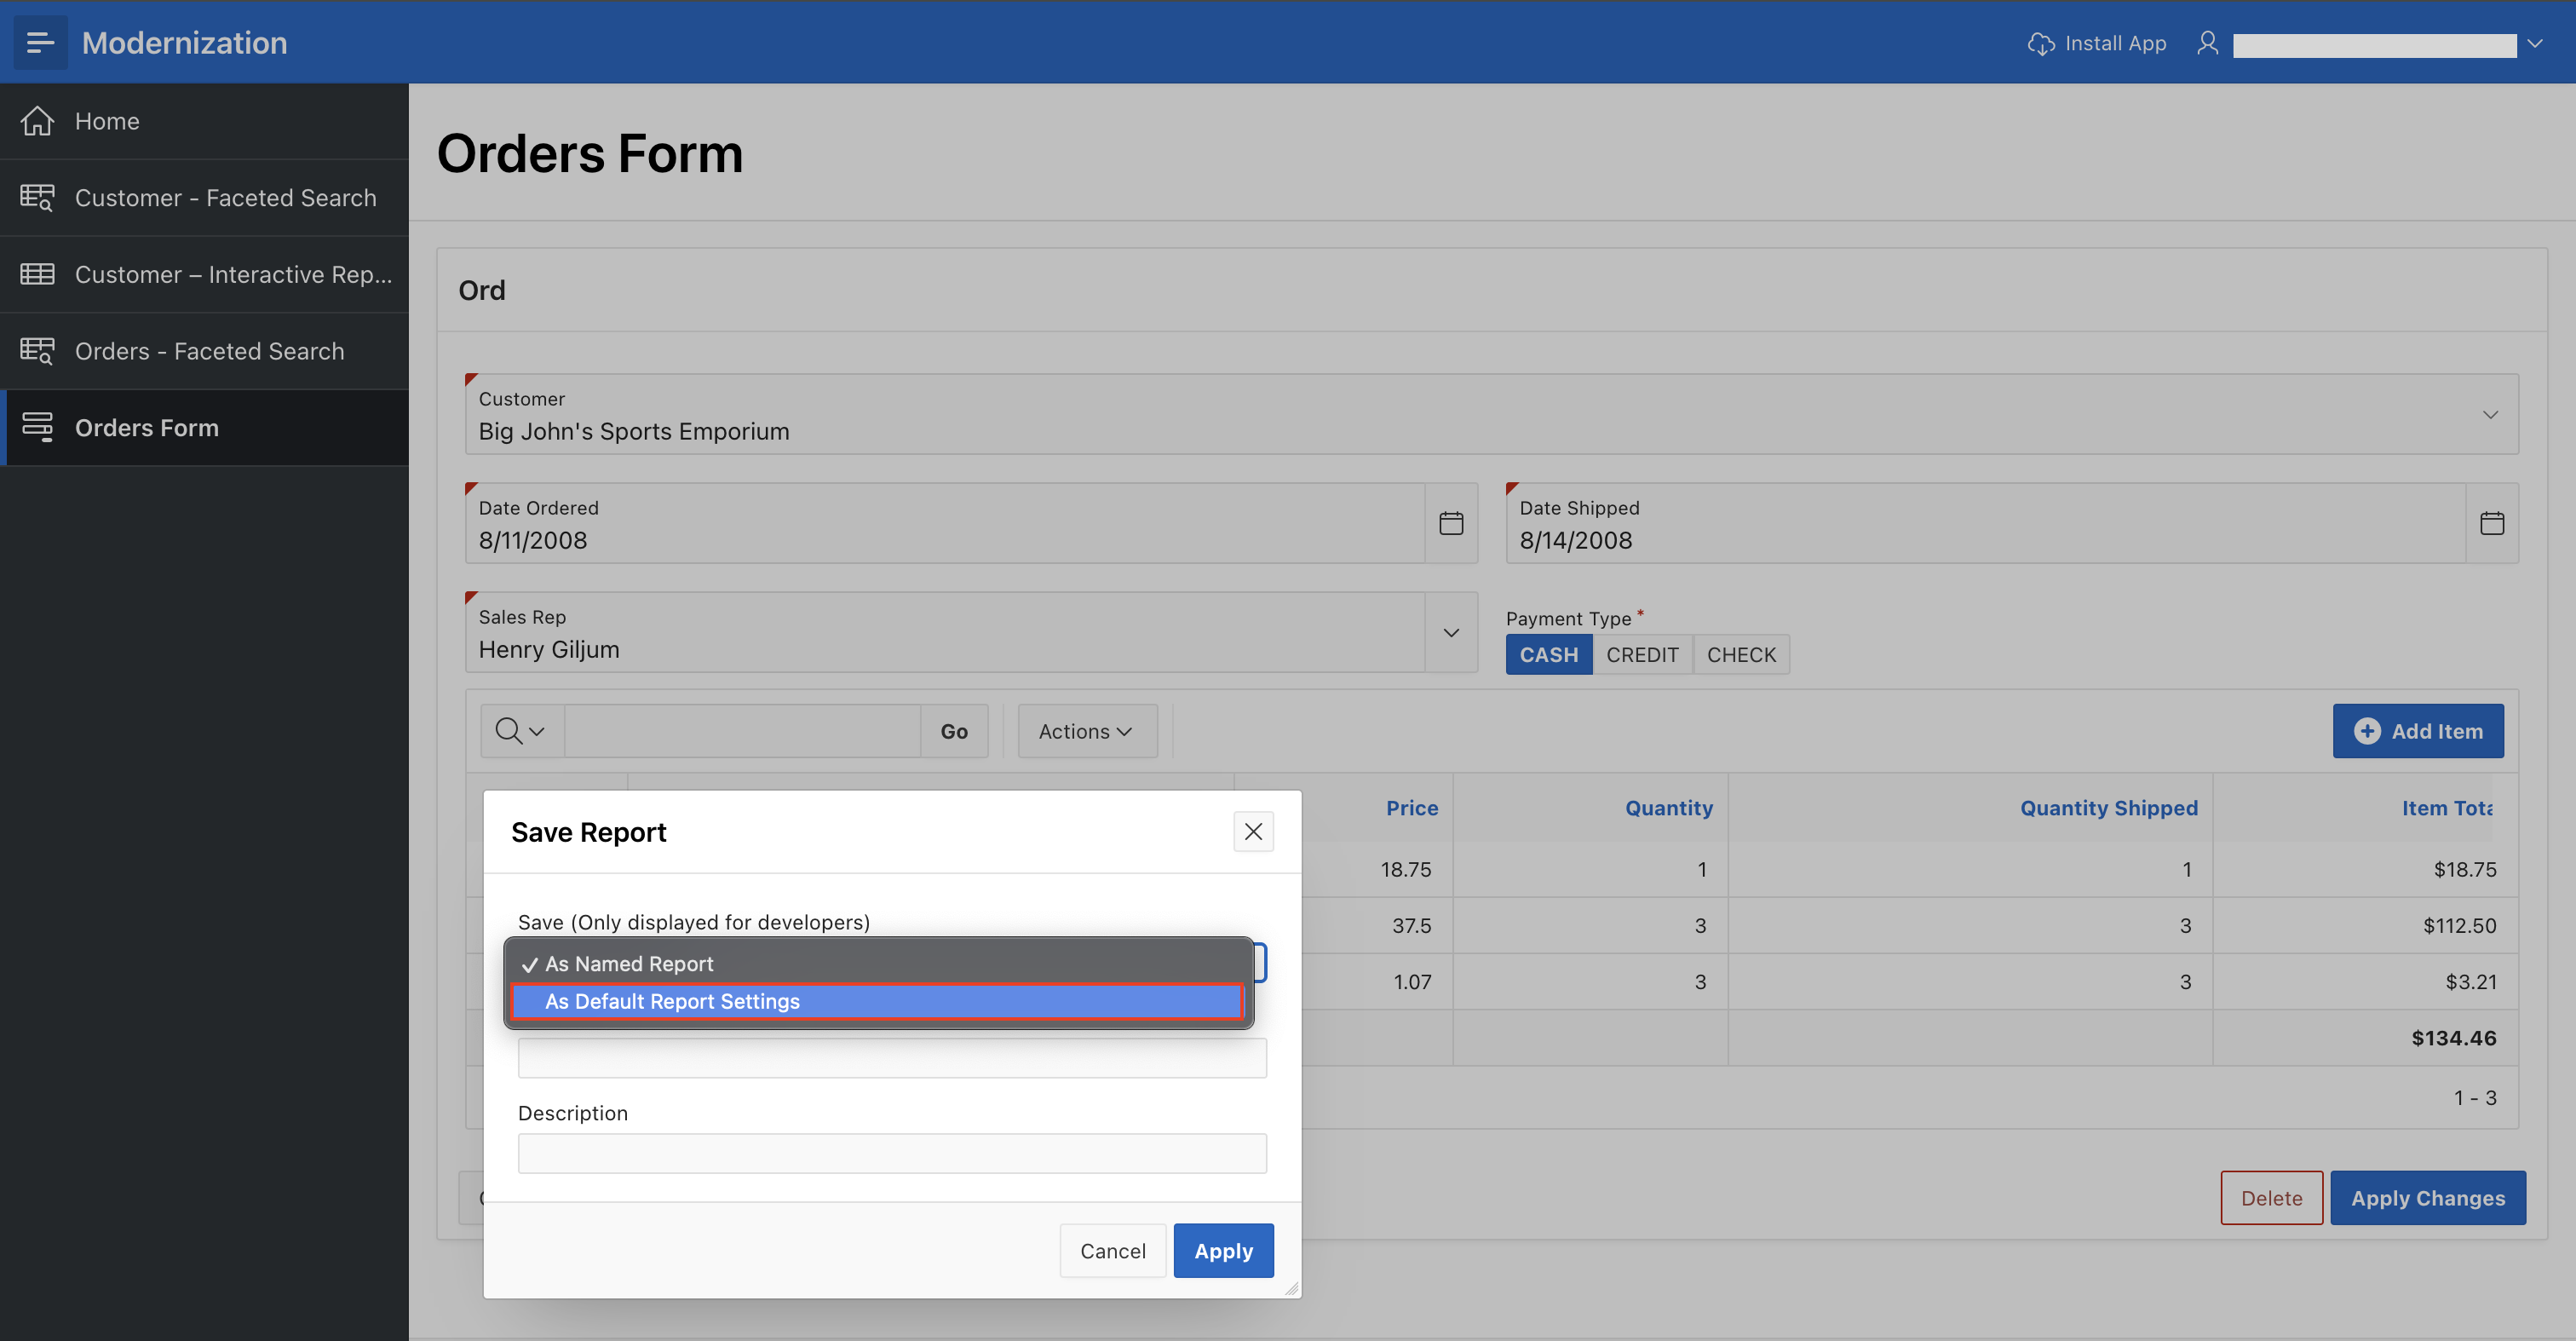 Modernization
Install App
Home
Customer - Faceted Search
Customer – Interactive Rep...
Orders - Faceted Search
Orders Form
Orders Form
Ord
Customer
Big John's Sports Emporium
Date Ordered
8/11/2008
Date Shipped
8/14/2008
Sales Rep
Henry Giljum
Payment Type *
CASH CREDIT CHECK
Go
Actions
Add Item
Price Quantity Quantity Shipped Item
18.75 1 1 $18.75
37.5 3 3 $112.50
1.07 3 3 $3.21
$134.46
1 - 3
Save Report
Save (Only displayed for developers)
✓ As Named Report
As Default Report Settings
Description
Cancel
Apply
Delete
Apply Changes